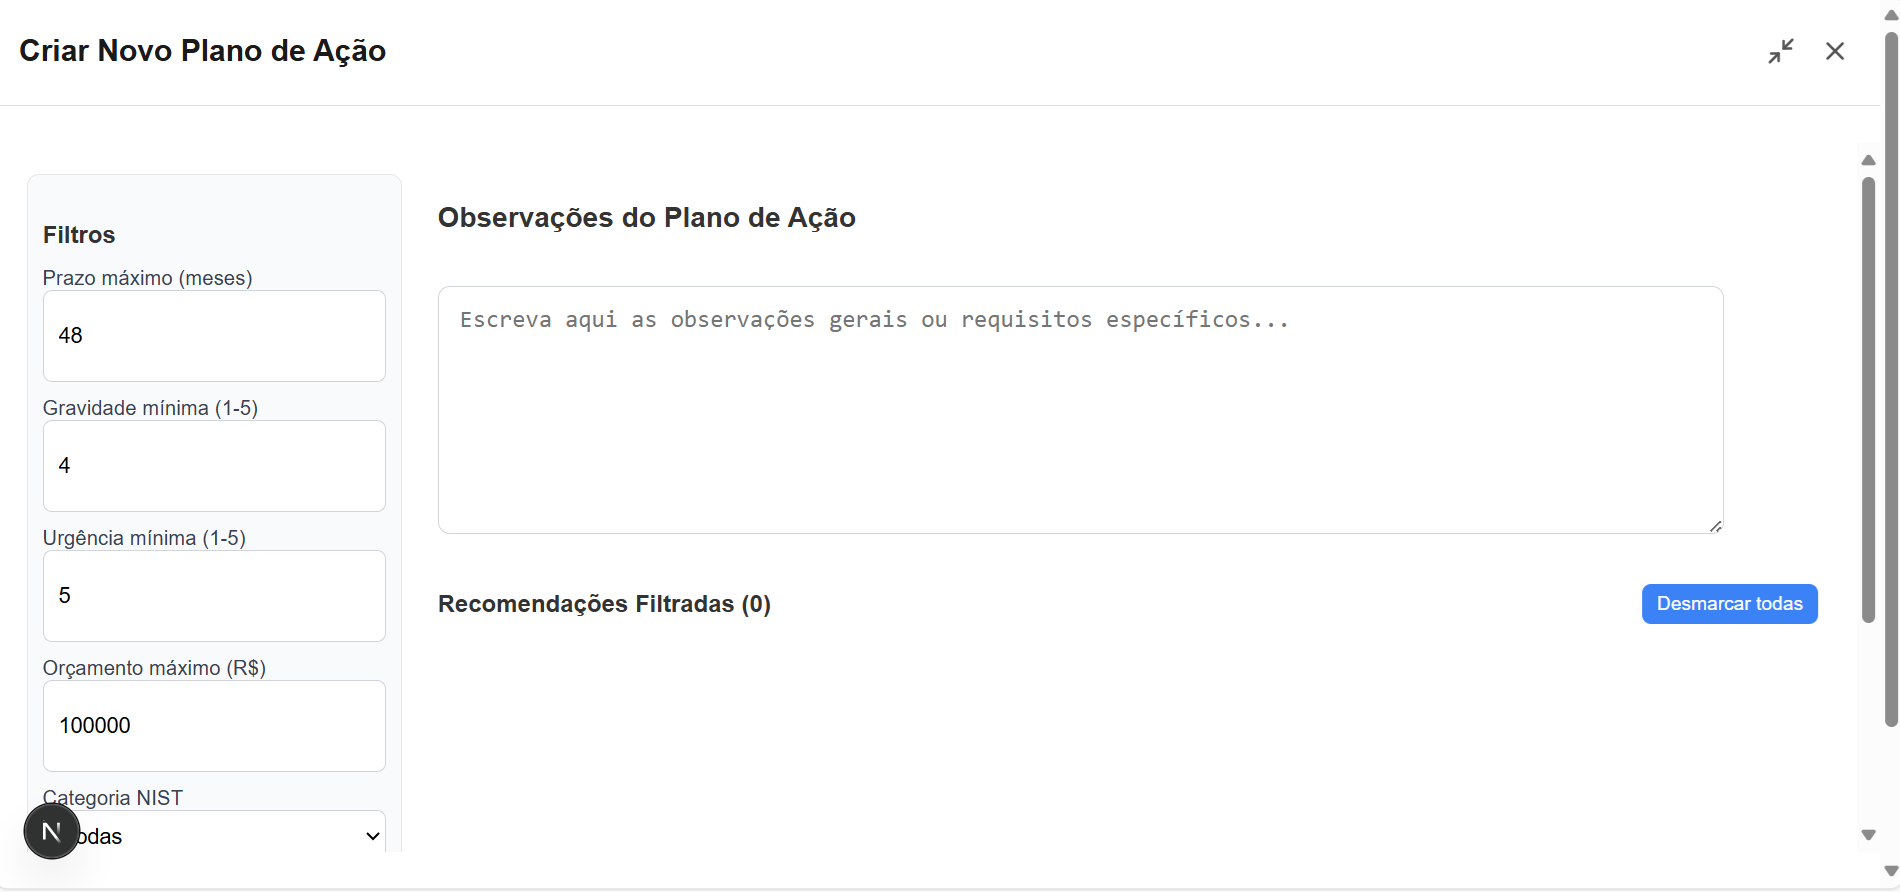 Criar Novo Plano de Ação
Filtros
Prazo máximo (meses)
48
Gravidade mínima (1-5)
4
Urgência mínima (1-5)
5
Orçamento máximo (R$)
100000
Categoria NIST
odas
N
Observações do Plano de Ação
Escreva aqui as observações gerais ou requisitos específicos...
Recomendações Filtradas (0)
Desmarcar todas